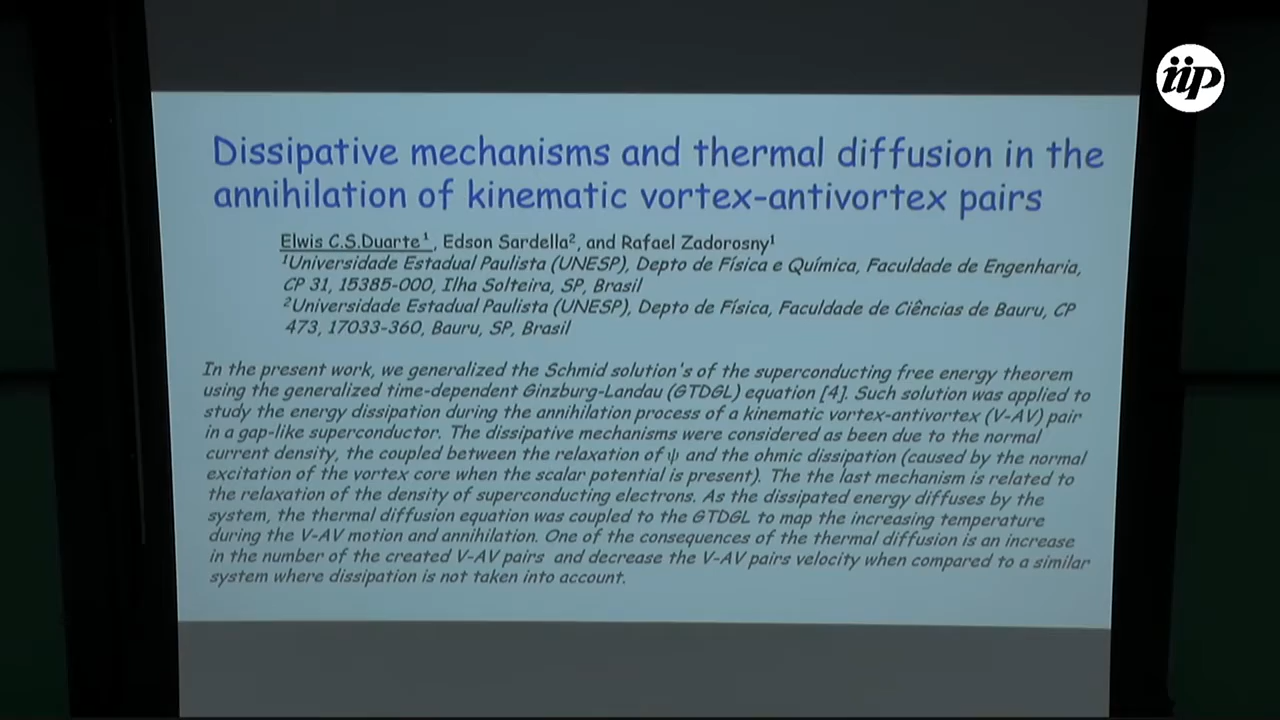 iip
Dissipative mechanisms and thermal diffusion in the
annihilation of kinematic vortex-antivortex pairs
Elwis C.S.Duarte¹, Edson Sardella², and Rafael Zadorosny¹
¹Universidade Estadual Paulista (UNESP), Depto de Física e Química, Faculdade de Engenharia,
CP 31, 15385-000, Ilha Solteira, SP, Brasil
²Universidade Estadual Paulista (UNESP), Depto de Física, Faculdade de Ciências de Bauru, CP
473, 17033-360, Bauru, SP, Brasil
In the present work, we generalized the Schmid solution's of the superconducting free energy theorem
using the generalized time-dependent Ginzburg-Landau (GTDGL) equation [4]. Such solution was applied to
study the energy dissipation during the annihilation process of a kinematic vortex-antivortex (V-AV) pair
in a gap-like superconductor. The dissipative mechanisms were considered as been due to the normal
current density, the coupled between the relaxation of ψ and the ohmic dissipation (caused by the normal
excitation of the vortex core when the scalar potential is present). The the last mechanism is related to
the relaxation of the density of superconducting electrons. As the dissipated energy diffuses by the
system, the thermal diffusion equation was coupled to the GTDGL to map the increasing temperature
during the V-AV motion and annihilation. One of the consequences of the thermal diffusion is an increase
in the number of the created V-AV pairs and decrease the V-AV pairs velocity when compared to a similar
system where dissipation is not taken into account.